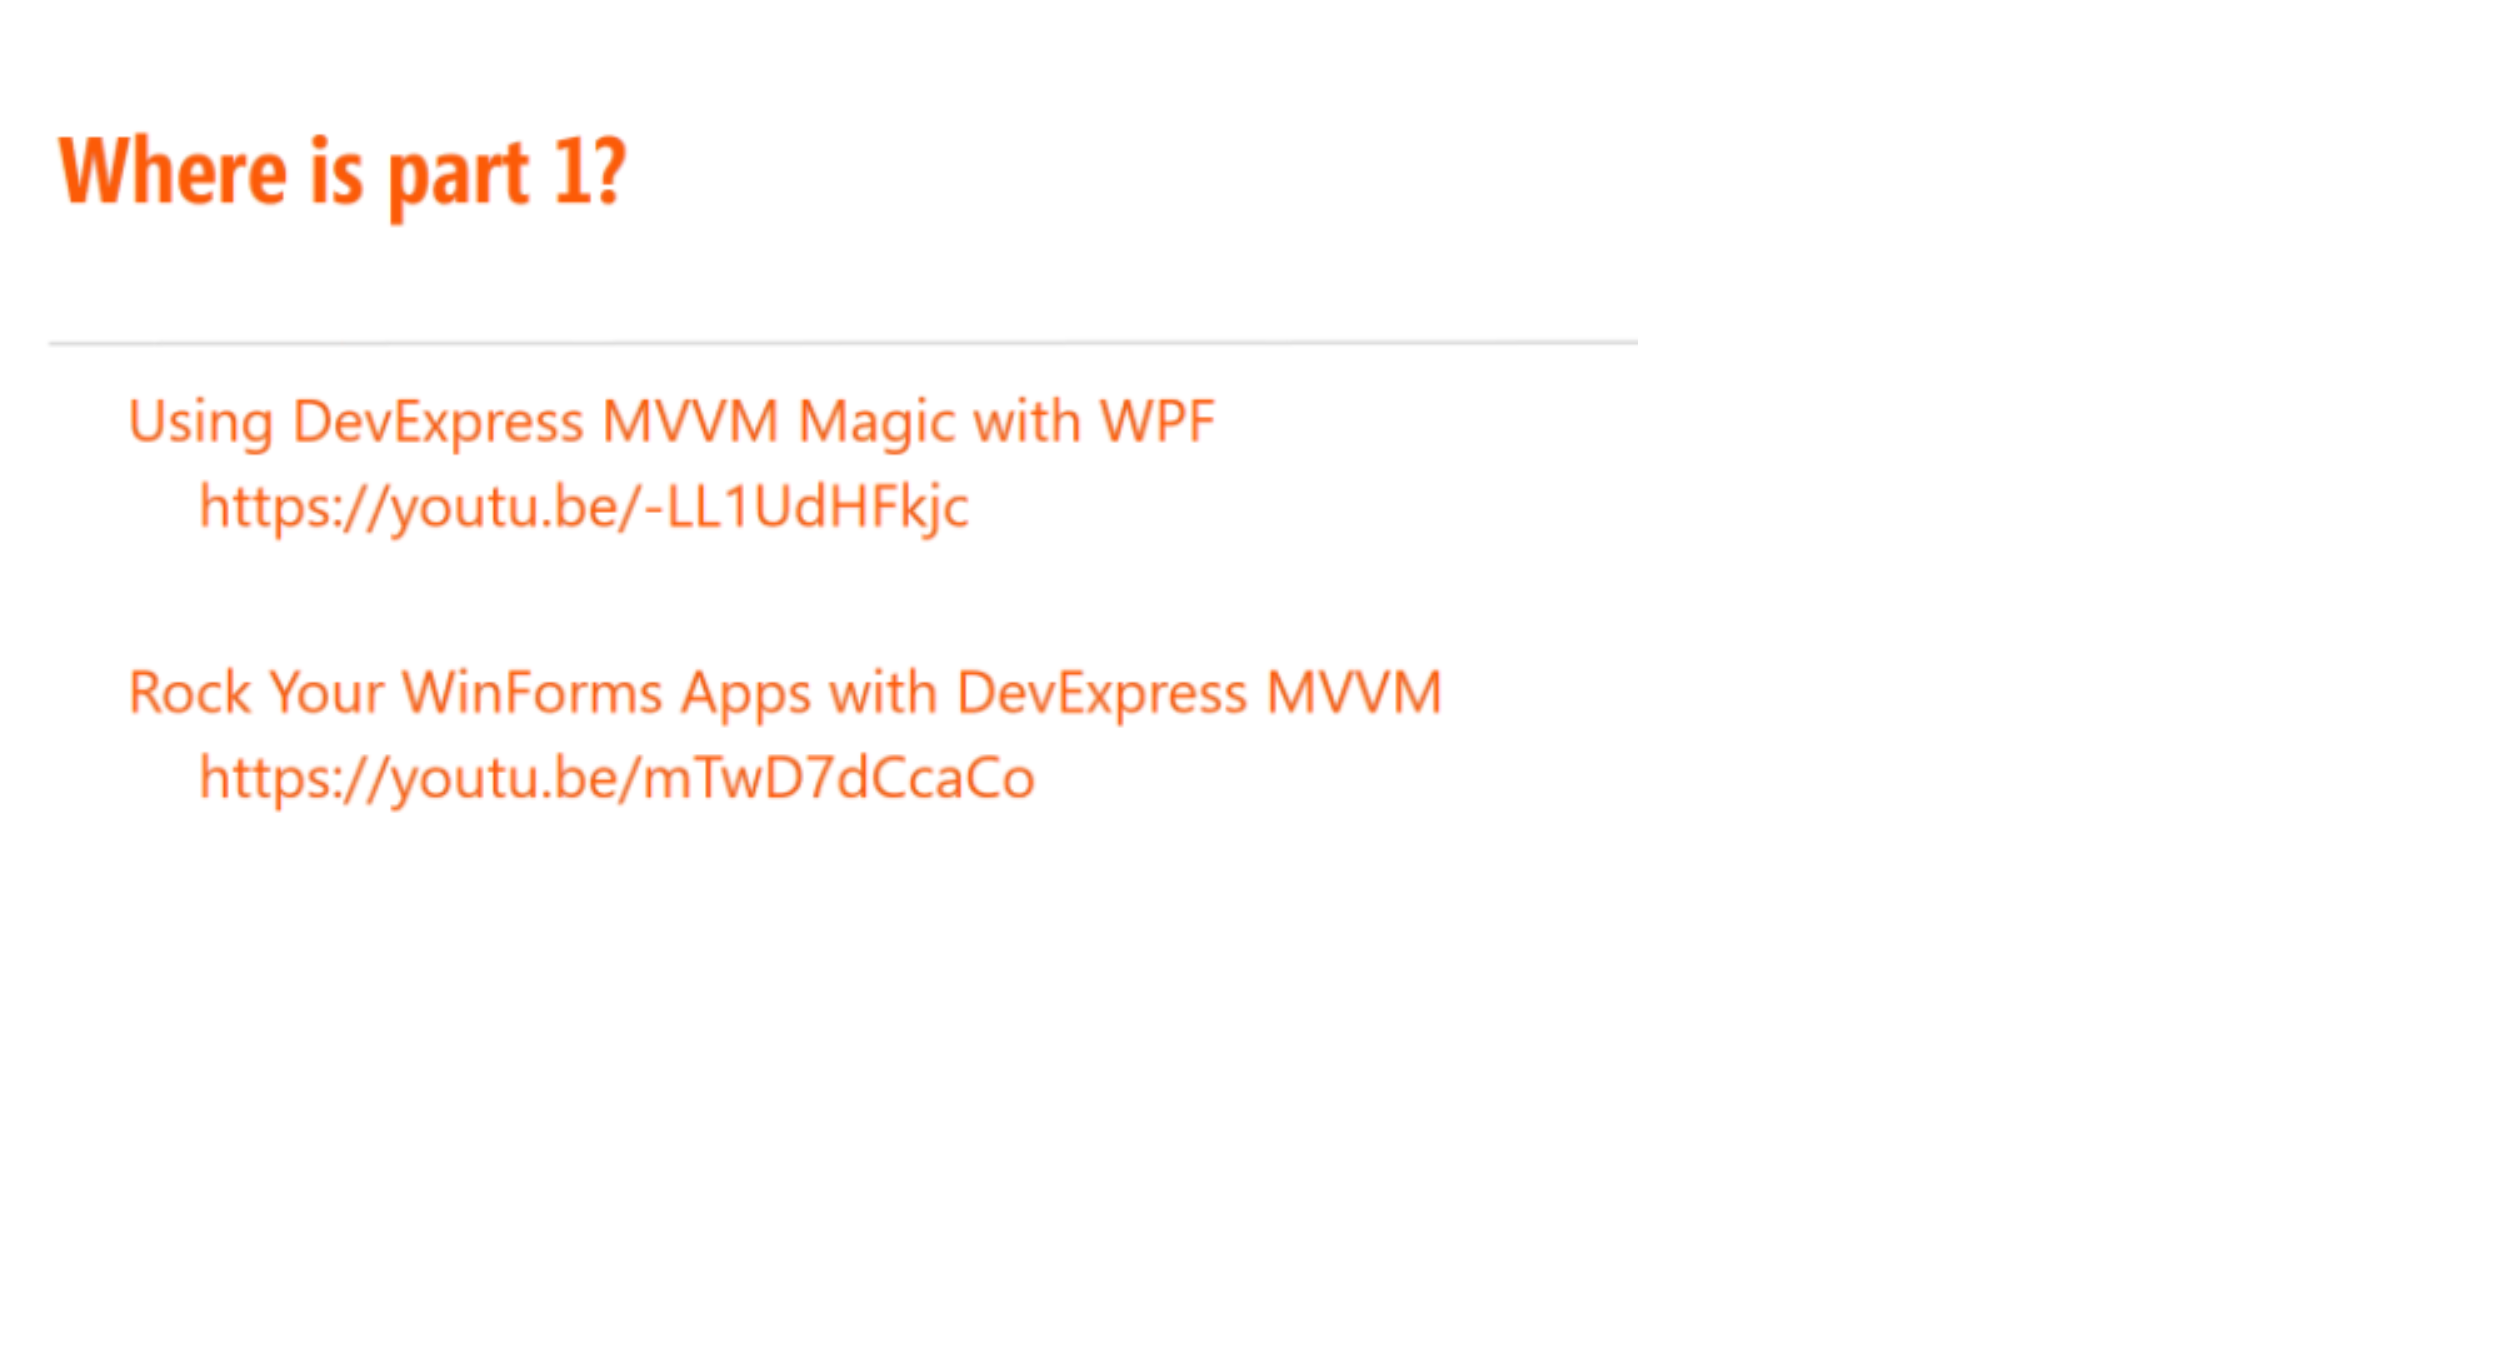 Where is part 1?
Using DevExpress MVVM Magic with WPF
https://youtu.be/-LL1UdHFkjc
Rock Your WinForms Apps with DevExpress MVVM
https://youtu.be/mTwD7dCcaCo